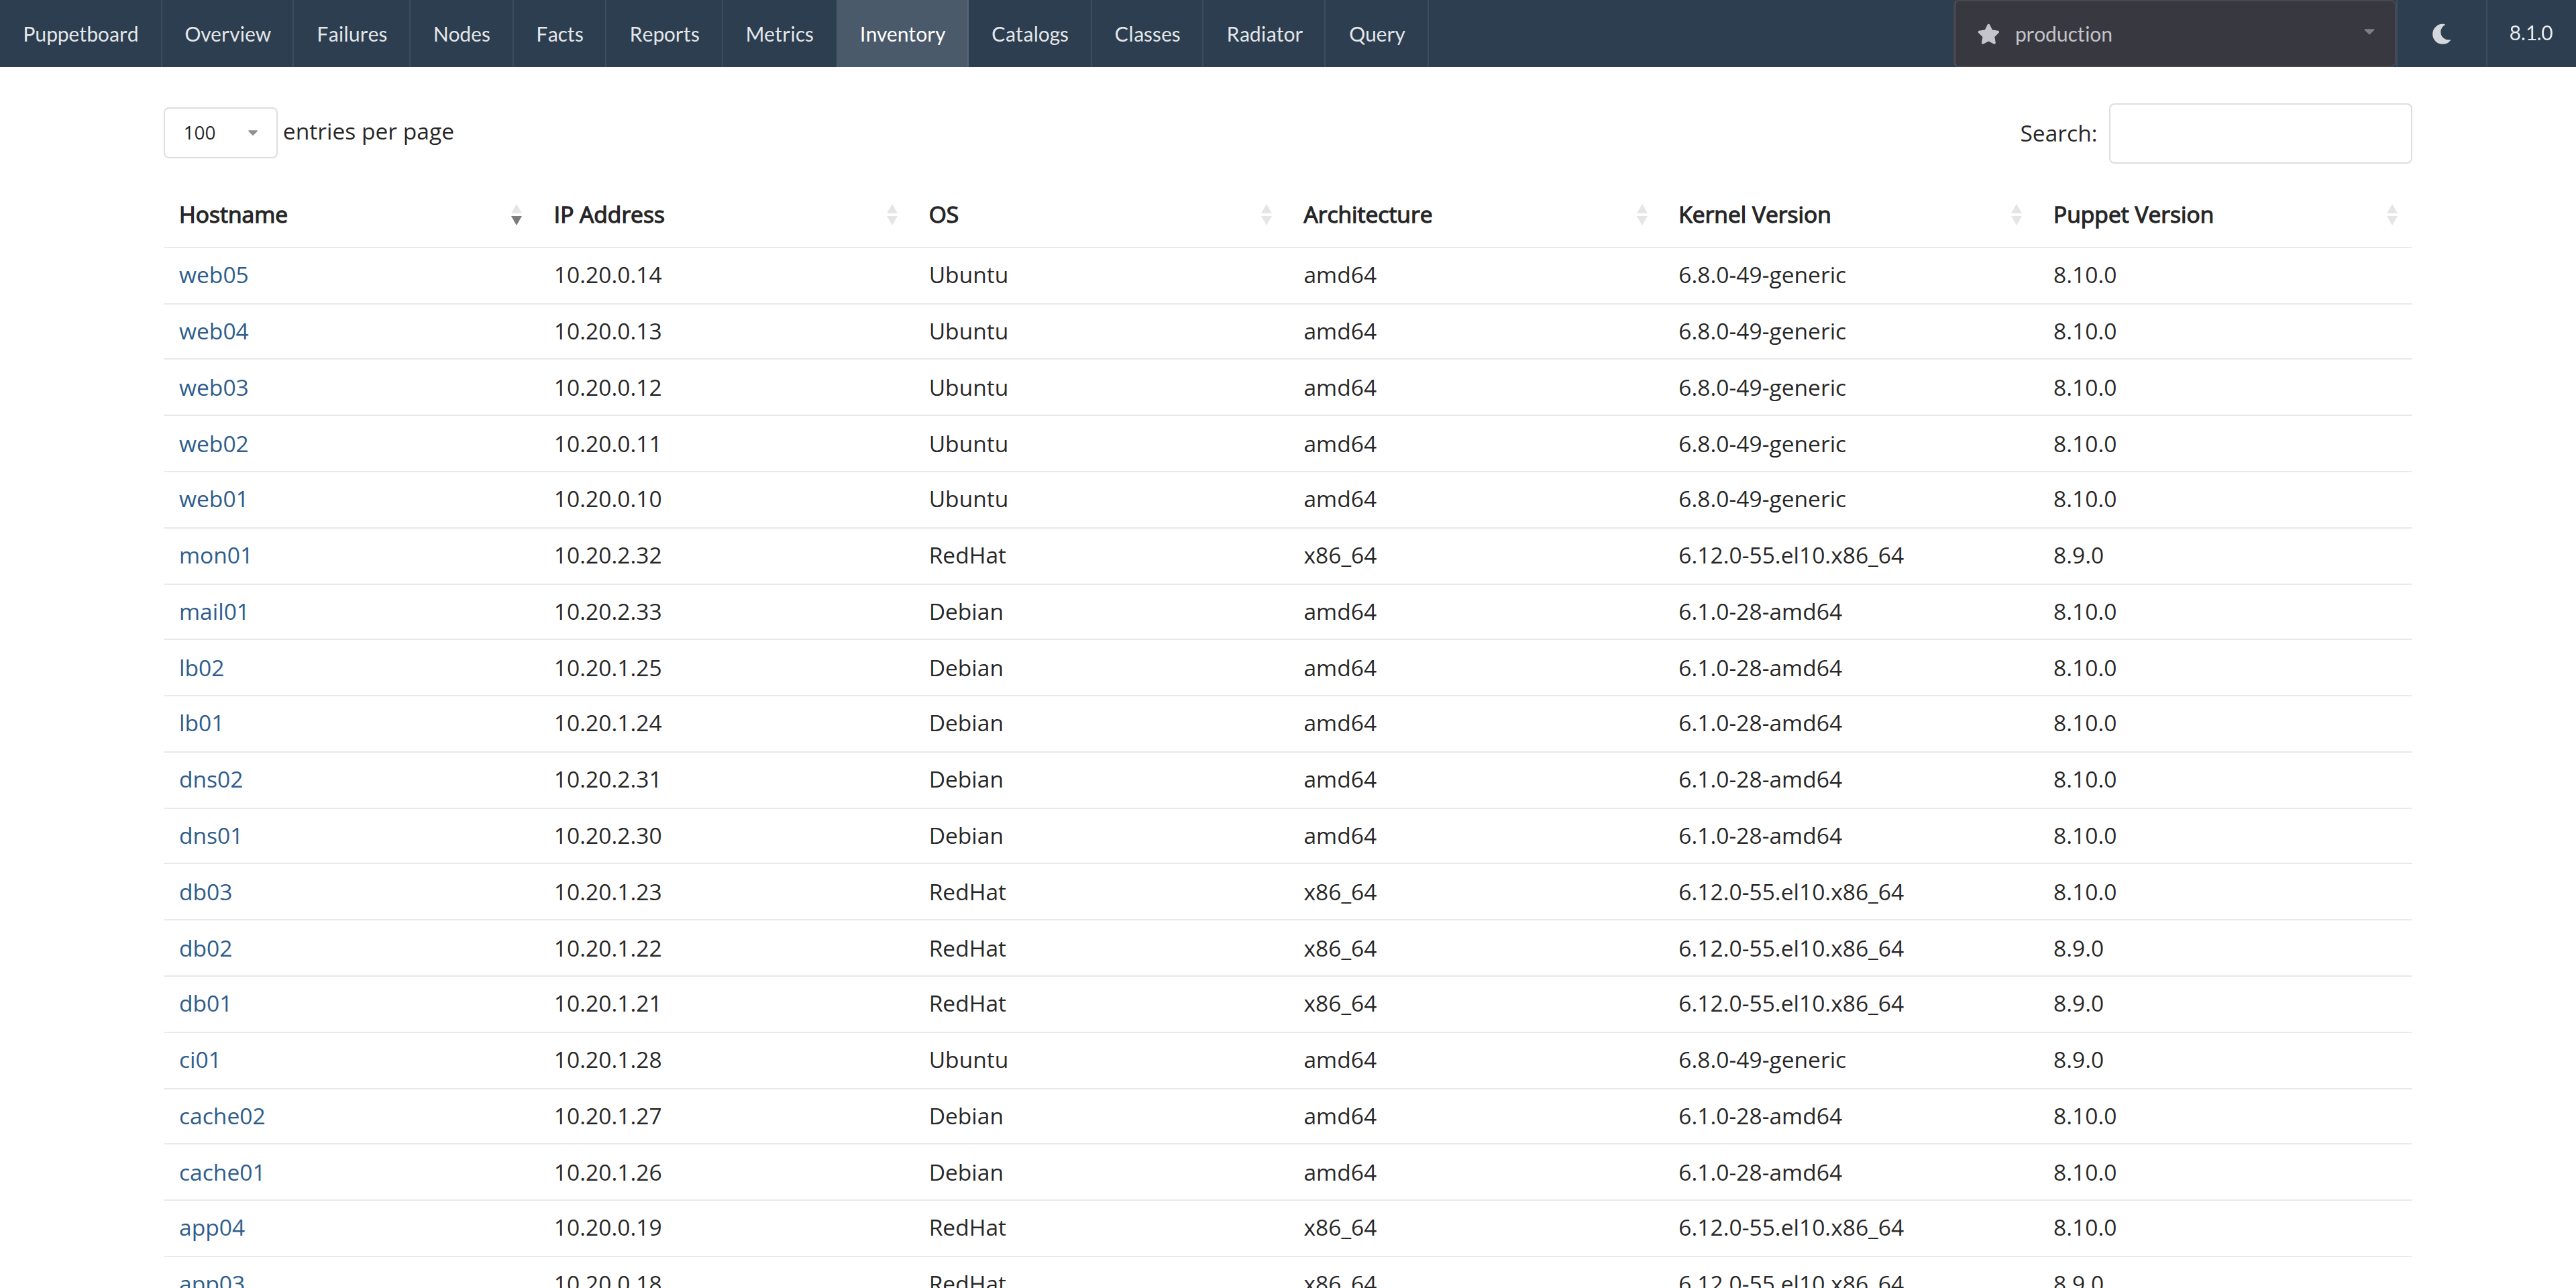 Puppetboard Overview Failures Nodes Facts Reports Metrics Inventory Catalogs Classes Radiator Query production 8.1.0
100 entries per page Search:
Hostname IP Address OS Architecture Kernel Version Puppet Version
web05 10.20.0.14 Ubuntu amd64 6.8.0-49-generic 8.10.0
web04 10.20.0.13 Ubuntu amd64 6.8.0-49-generic 8.10.0
web03 10.20.0.12 Ubuntu amd64 6.8.0-49-generic 8.10.0
web02 10.20.0.11 Ubuntu amd64 6.8.0-49-generic 8.10.0
web01 10.20.0.10 Ubuntu amd64 6.8.0-49-generic 8.10.0
mon01 10.20.2.32 RedHat x86_64 6.12.0-55.el10.x86_64 8.9.0
mail01 10.20.2.33 Debian amd64 6.1.0-28-amd64 8.10.0
lb02 10.20.1.25 Debian amd64 6.1.0-28-amd64 8.10.0
lb01 10.20.1.24 Debian amd64 6.1.0-28-amd64 8.10.0
dns02 10.20.2.31 Debian amd64 6.1.0-28-amd64 8.10.0
dns01 10.20.2.30 Debian amd64 6.1.0-28-amd64 8.10.0
db03 10.20.1.23 RedHat x86_64 6.12.0-55.el10.x86_64 8.10.0
db02 10.20.1.22 RedHat x86_64 6.12.0-55.el10.x86_64 8.9.0
db01 10.20.1.21 RedHat x86_64 6.12.0-55.el10.x86_64 8.9.0
ci01 10.20.1.28 Ubuntu amd64 6.8.0-49-generic 8.9.0
cache02 10.20.1.27 Debian amd64 6.1.0-28-amd64 8.10.0
cache01 10.20.1.26 Debian amd64 6.1.0-28-amd64 8.10.0
app04 10.20.0.19 RedHat x86_64 6.12.0-55.el10.x86_64 8.10.0
app03 10.20.0.18 RedHat x86_64 6.12.0-55.el10.x86_64 8.9.0